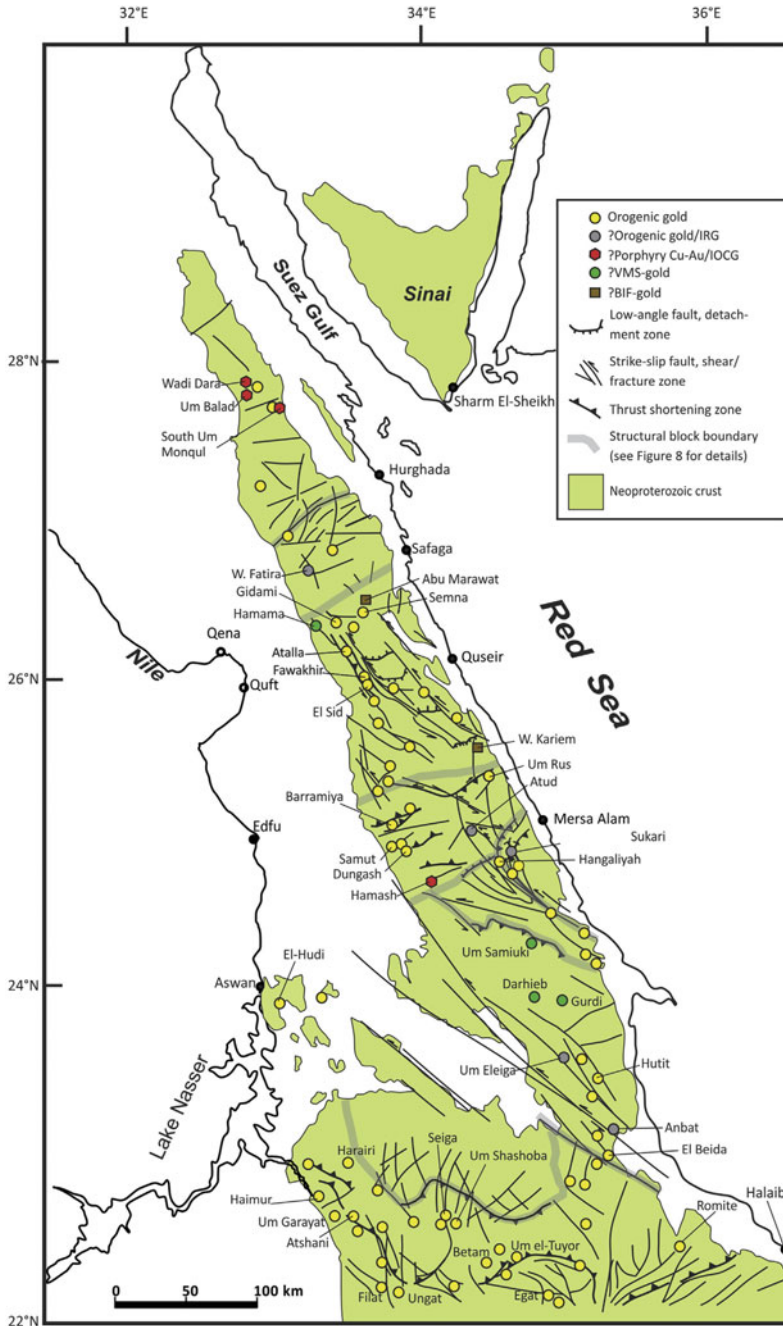 32°E
34°E
36°E
Orogenic gold
?Orogenic gold/IRG
?Porphyry Cu-Au/IOCG
?VMS-gold
?BIF-gold
Low-angle fault, detach-
ment zone
Strike-slip fault, shear/
fracture zone
Thrust shortening zone
Structural block boundary
(see Figure 8 for details)
Neoproterozoic crust
Suez Gulf
Sinai
28°N
Wadi Dara
Um Balad
South Um
Monqul
Sharm El-Sheikh
Hurghada
Safaga
W. Fatira
Abu Marawat
Gidami
Semna
Hamama
Red Sea
Qena
Atalla
Nile
Quseir
Fawakhir
26°N
Quft
El Sid
W. Kariem
Um Rus
Atud
Barramiya
Mersa Alam
Edfu
Sukari
Samut
Hangaliyah
Dungash
Hamash
Um Samiuki
El-Hudi
24°N
Aswan
Darhieb
Gurdi
Um Eleiga
Hutit
Lake Nasser
Anbat
El Beida
Seiga
Harairi
Um Shashoba
Haimur
Halaib
Romite
Um Garayat
Atshani
Betam
Um el-Tuyor
Filat
Ungat
Egat
0 50 100 km
22°N